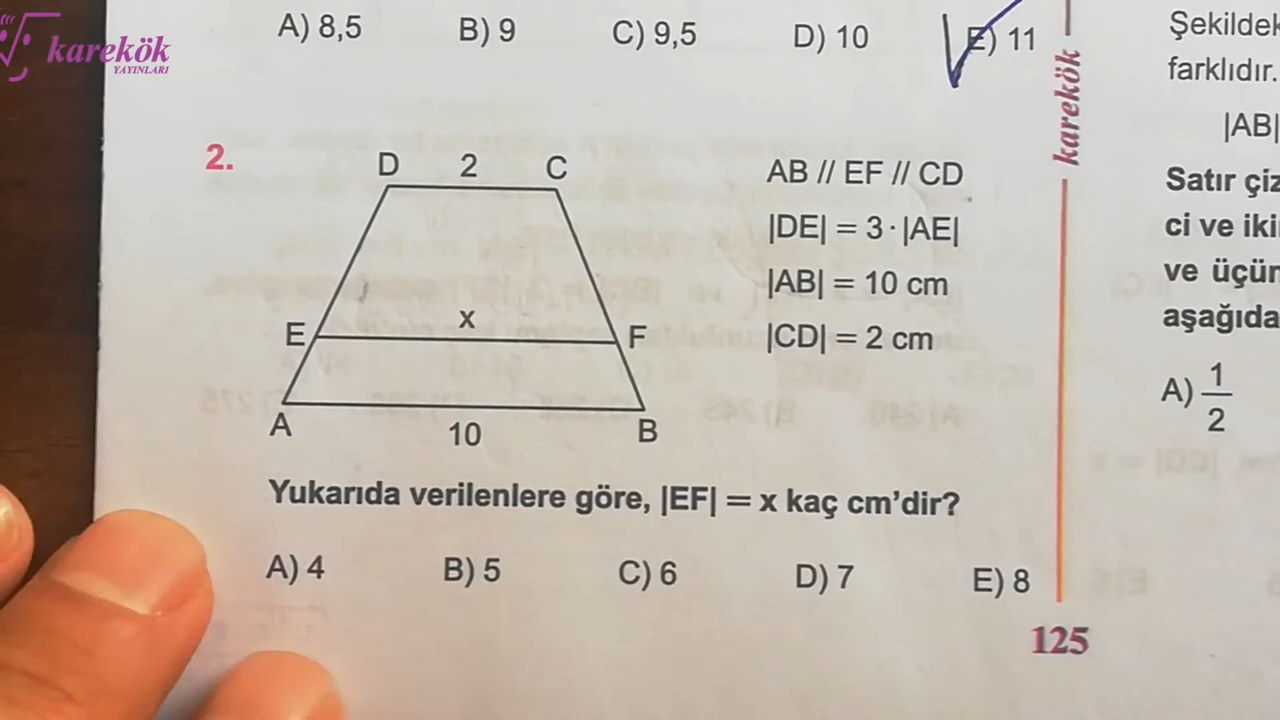 karekök
YAYINLARI
A) 8,5 B) 9 C) 9,5 D) 10 E) 11
2.
D 2 C
E x F
A 10 B
AB // EF // CD
|DE| = 3 · |AE|
|AB| = 10 cm
|CD| = 2 cm
Yukarıda verilenlere göre, |EF| = x kaç cm'dir?
A) 4 B) 5 C) 6 D) 7 E) 8
karekök
125
Şekildek
farklıdır.
|AB|
Satır çiz
ci ve iki
ve üçün
aşağıda
A) 1
2